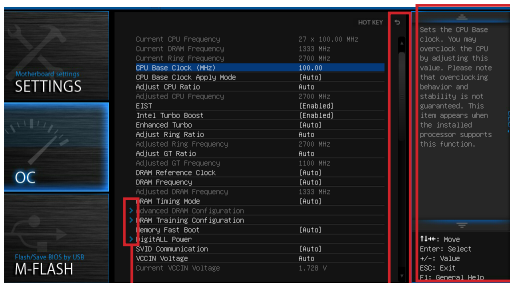 HOT KEY
Current CPU Frequency 27 x 100.00 MHz
Current DRAM Frequency 1333 MHz
Current Ring Frequency 2700 MHz
CPU Base Clock (MHz) 100.00
CPU Base Clock Apply Mode [Auto]
Adjust CPU Ratio Auto
Adjusted CPU Frequency 2700 MHz
EIST [Enabled]
Intel Turbo Boost [Enabled]
Enhanced Turbo [Auto]
Adjust Ring Ratio Auto
Adjusted Ring Frequency 2700 MHz
Adjust GT Ratio Auto
Adjusted GT Frequency 1100 MHz
DRAM Reference Clock [Auto]
DRAM Frequency [Auto]
Adjusted DRAM Frequency 1333 MHz
DRAM Timing Mode [Auto]
> Advanced DRAM Configuration
> DRAM Training Configuration
Memory Fast Boot [Auto]
> DigitALL Power
SVID Communication [Auto]
VCCIN Voltage Auto
Current VCCIN Voltage 1.728 V
Motherboard settings
SETTINGS
OC
Flash/Save BIOS by USB
M-FLASH
Sets the CPU Base
clock. You may
overclock the CPU
by adjusting this
value. Please note
that overclocking
behavior and
stability is not
guaranteed. This
item appears when
the installed
processor supports
this function.
↑↓←→: Move
Enter: Select
+/-: Value
ESC: Exit
F1: General Help